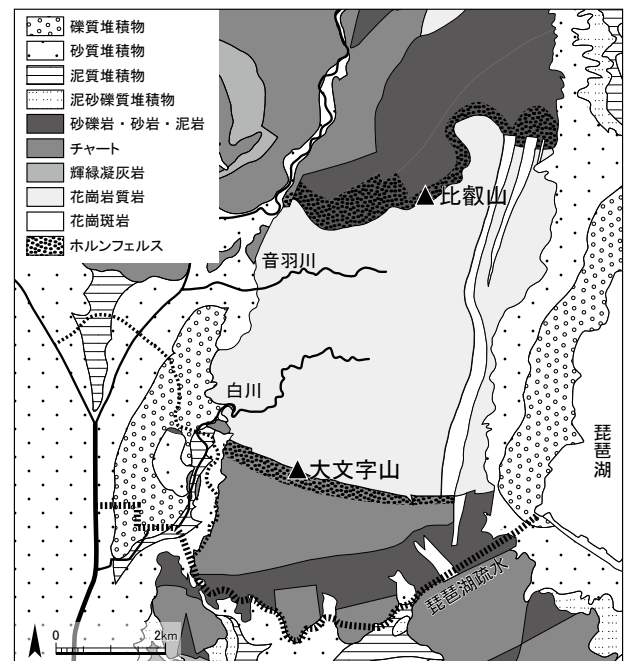 礫質堆積物
砂質堆積物
泥質堆積物
泥砂礫質堆積物
砂礫岩・砂岩・泥岩
チャート
輝緑凝灰岩
花崗岩質岩
花崗斑岩
ホルンフェルス
比叡山
音羽川
白川
琵琶湖
大文字山
琵琶湖疏水
0 2km